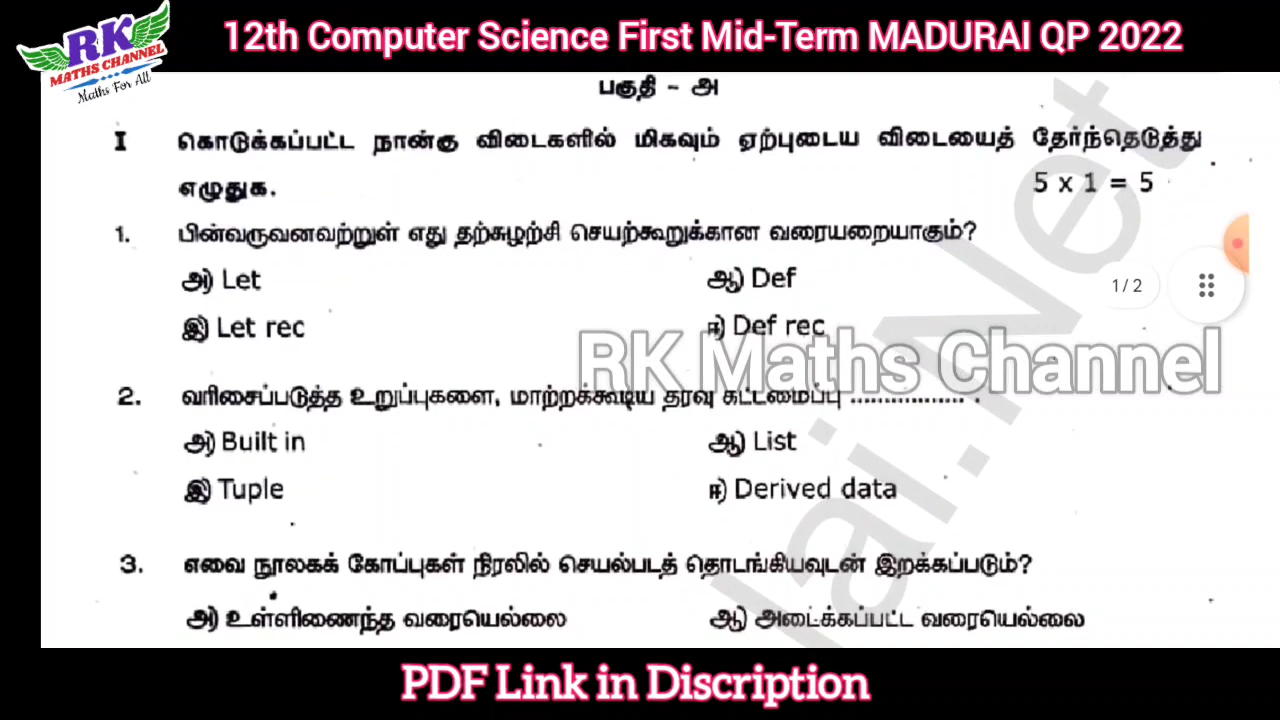 RK
MATHS CHANNEL
Maths For All
12th Computer Science First Mid-Term MADURAI QP 2022
பகுதி - அ
I கொடுக்கப்பட்ட நான்கு விடைகளில் மிகவும் ஏற்புடைய விடையைத் தேர்ந்தெடுத்து
எழுதுக. 5 x 1 = 5
1. பின்வருவனவற்றுள் எது தற்சுழற்சி செயற்கூறுக்கான வரையறையாகும்?
அ) Let ஆ) Def
1 / 2
இ) Let rec ஈ) Def rec
RK Maths Channel
2. வரிசைப்படுத்த உறுப்புகளை, மாற்றக்கூடிய தரவு கட்டமைப்பு ................. .
அ) Built in ஆ) List
இ) Tuple ஈ) Derived data
3. எவை நூலகக் கோப்புகள் நிரலில் செயல்படத் தொடங்கியவுடன் இறக்கப்படும்?
அ) உள்ளிணைந்த வரையெல்லை ஆ) அடைக்கப்பட்ட வரையெல்லை
lai.Net
PDF Link in Discription